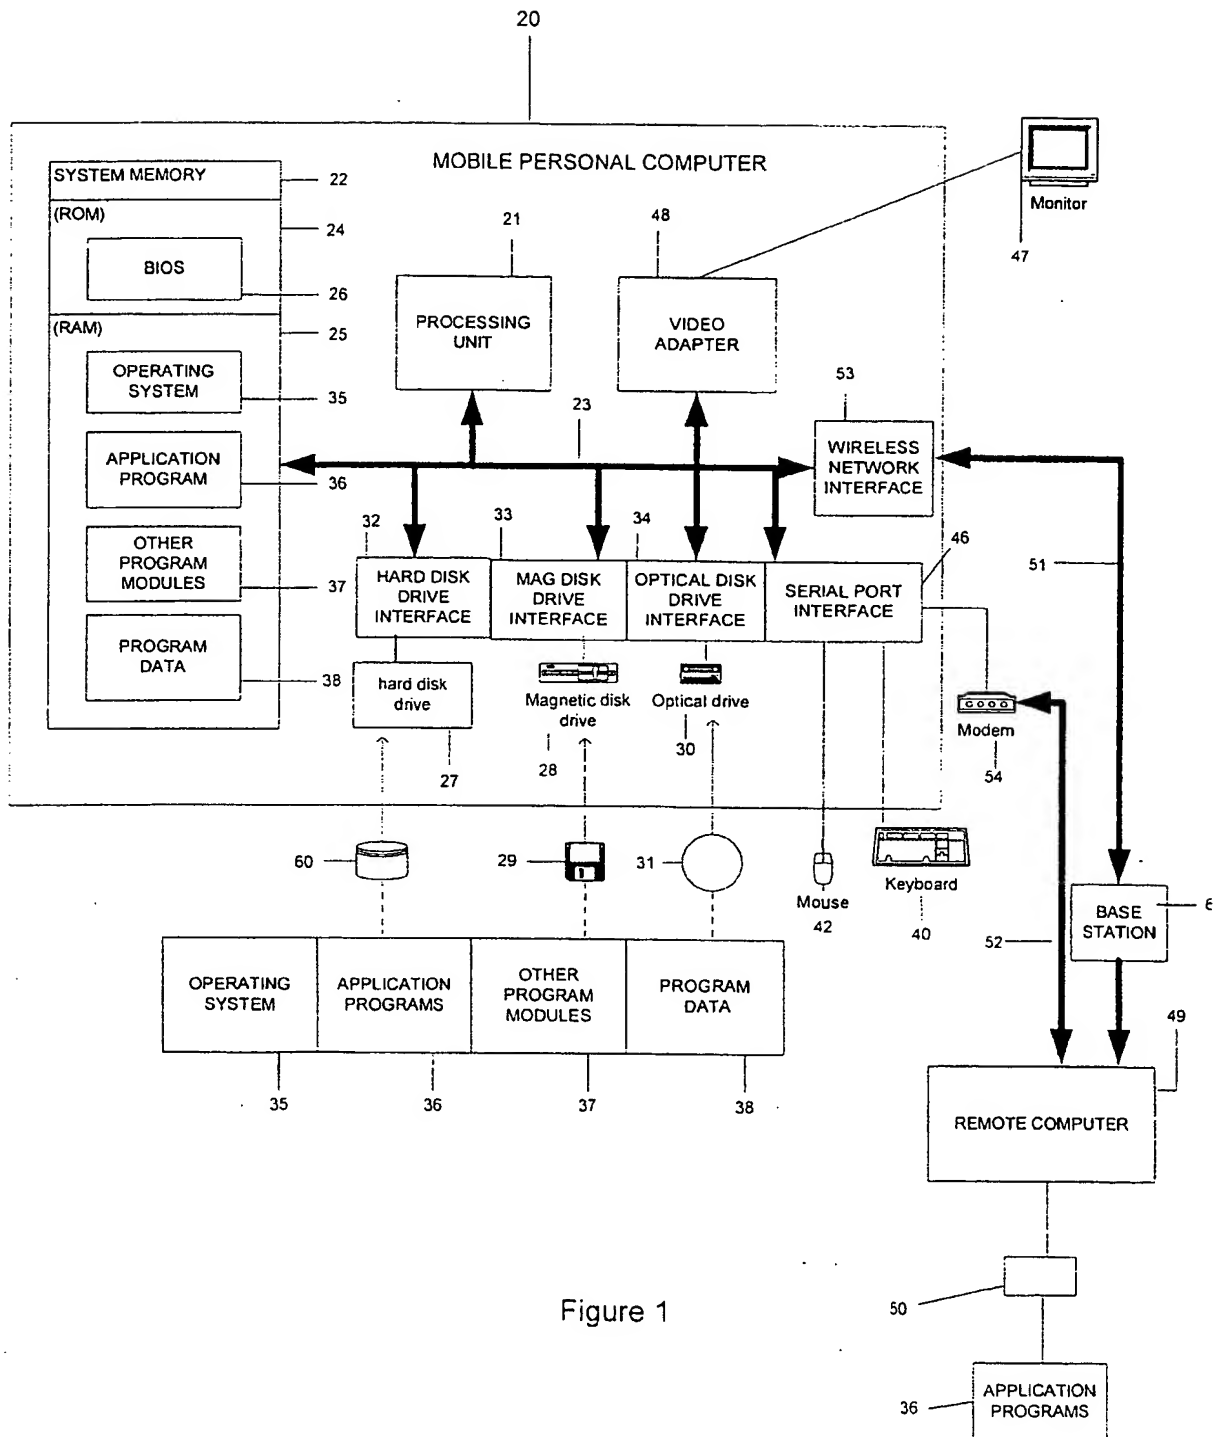 20
MOBILE PERSONAL COMPUTER
SYSTEM MEMORY
22
(ROM)
24
BIOS
26
(RAM)
25
OPERATING
SYSTEM
35
APPLICATION
PROGRAM
36
OTHER
PROGRAM
MODULES
37
PROGRAM
DATA
38
21
PROCESSING
UNIT
48
VIDEO
ADAPTER
Monitor
47
23
53
WIRELESS
NETWORK
INTERFACE
32
HARD DISK
DRIVE
INTERFACE
33
MAG DISK
DRIVE
INTERFACE
34
OPTICAL DISK
DRIVE
INTERFACE
46
SERIAL PORT
INTERFACE
51
hard disk
drive
27
Magnetic disk
drive
28
Optical drive
30
Modem
54
60
29
31
Mouse
42
Keyboard
40
52
BASE
STATION
6
OPERATING
SYSTEM
APPLICATION
PROGRAMS
OTHER
PROGRAM
MODULES
PROGRAM
DATA
35
36
37
38
49
REMOTE COMPUTER
50
36
APPLICATION
PROGRAMS
Figure 1